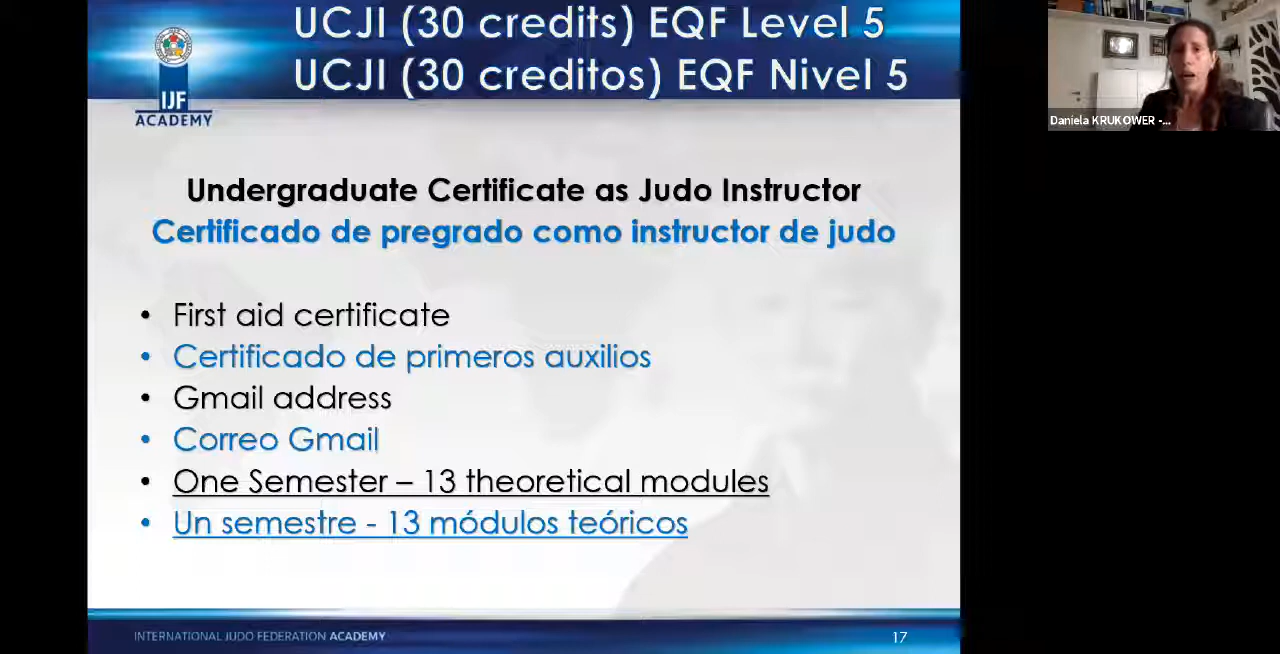 UCJI (30 credits) EQF Level 5
UCJI (30 creditos) EQF Nivel 5
IJF
ACADEMY
Daniela KRUKOWER -...
Undergraduate Certificate as Judo Instructor
Certificado de pregrado como instructor de judo
• First aid certificate
• Certificado de primeros auxilios
• Gmail address
• Correo Gmail
• One Semester – 13 theoretical modules
• Un semestre - 13 módulos teóricos
INTERNATIONAL JUDO FEDERATION ACADEMY
17